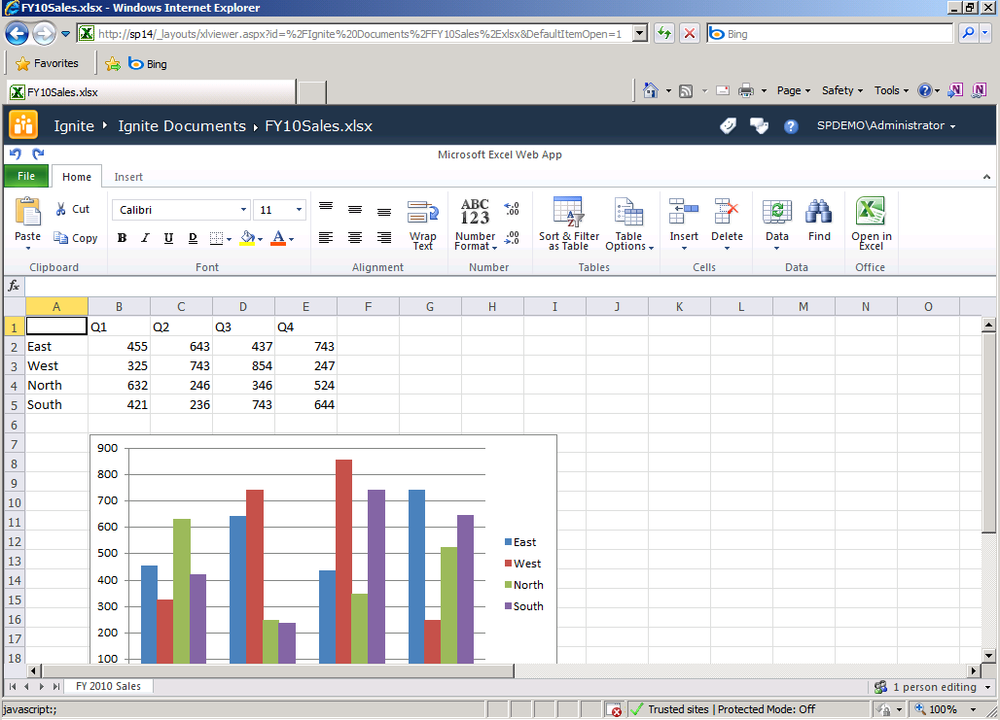 FY10Sales.xlsx - Windows Internet Explorer
http://sp14/_layouts/xlviewer.aspx?id=%2FIgnite%20Documents%2FFY10Sales%2Exlsx&DefaultItemOpen=1
Bing
Favorites
Bing
FY10Sales.xlsx
Page
Safety
Tools
Ignite
Ignite Documents
FY10Sales.xlsx
SPDEMO\Administrator
Microsoft Excel Web App
File
Home
Insert
Paste
Cut
Copy
Clipboard
Calibri
11
B I U D
A
Font
Wrap
Text
Alignment
ABC
123
Number
Format
.00
.00
Number
Sort & Filter
as Table
Table
Options
Tables
Insert
Delete
Cells
Data
Find
Data
Open in
Excel
Office
fx
A B C D E F G H I J K L M N O
1 Q1 Q2 Q3 Q4
2 East 455 643 437 743
3 West 325 743 854 247
4 North 632 246 346 524
5 South 421 236 743 644
6
7
8
9
10
11
12
13
14
15
16
17
18
900
800
700
600
500
400
300
200
100
East
West
North
South
FY 2010 Sales
1 person editing
javascript:;
Trusted sites | Protected Mode: Off
100%